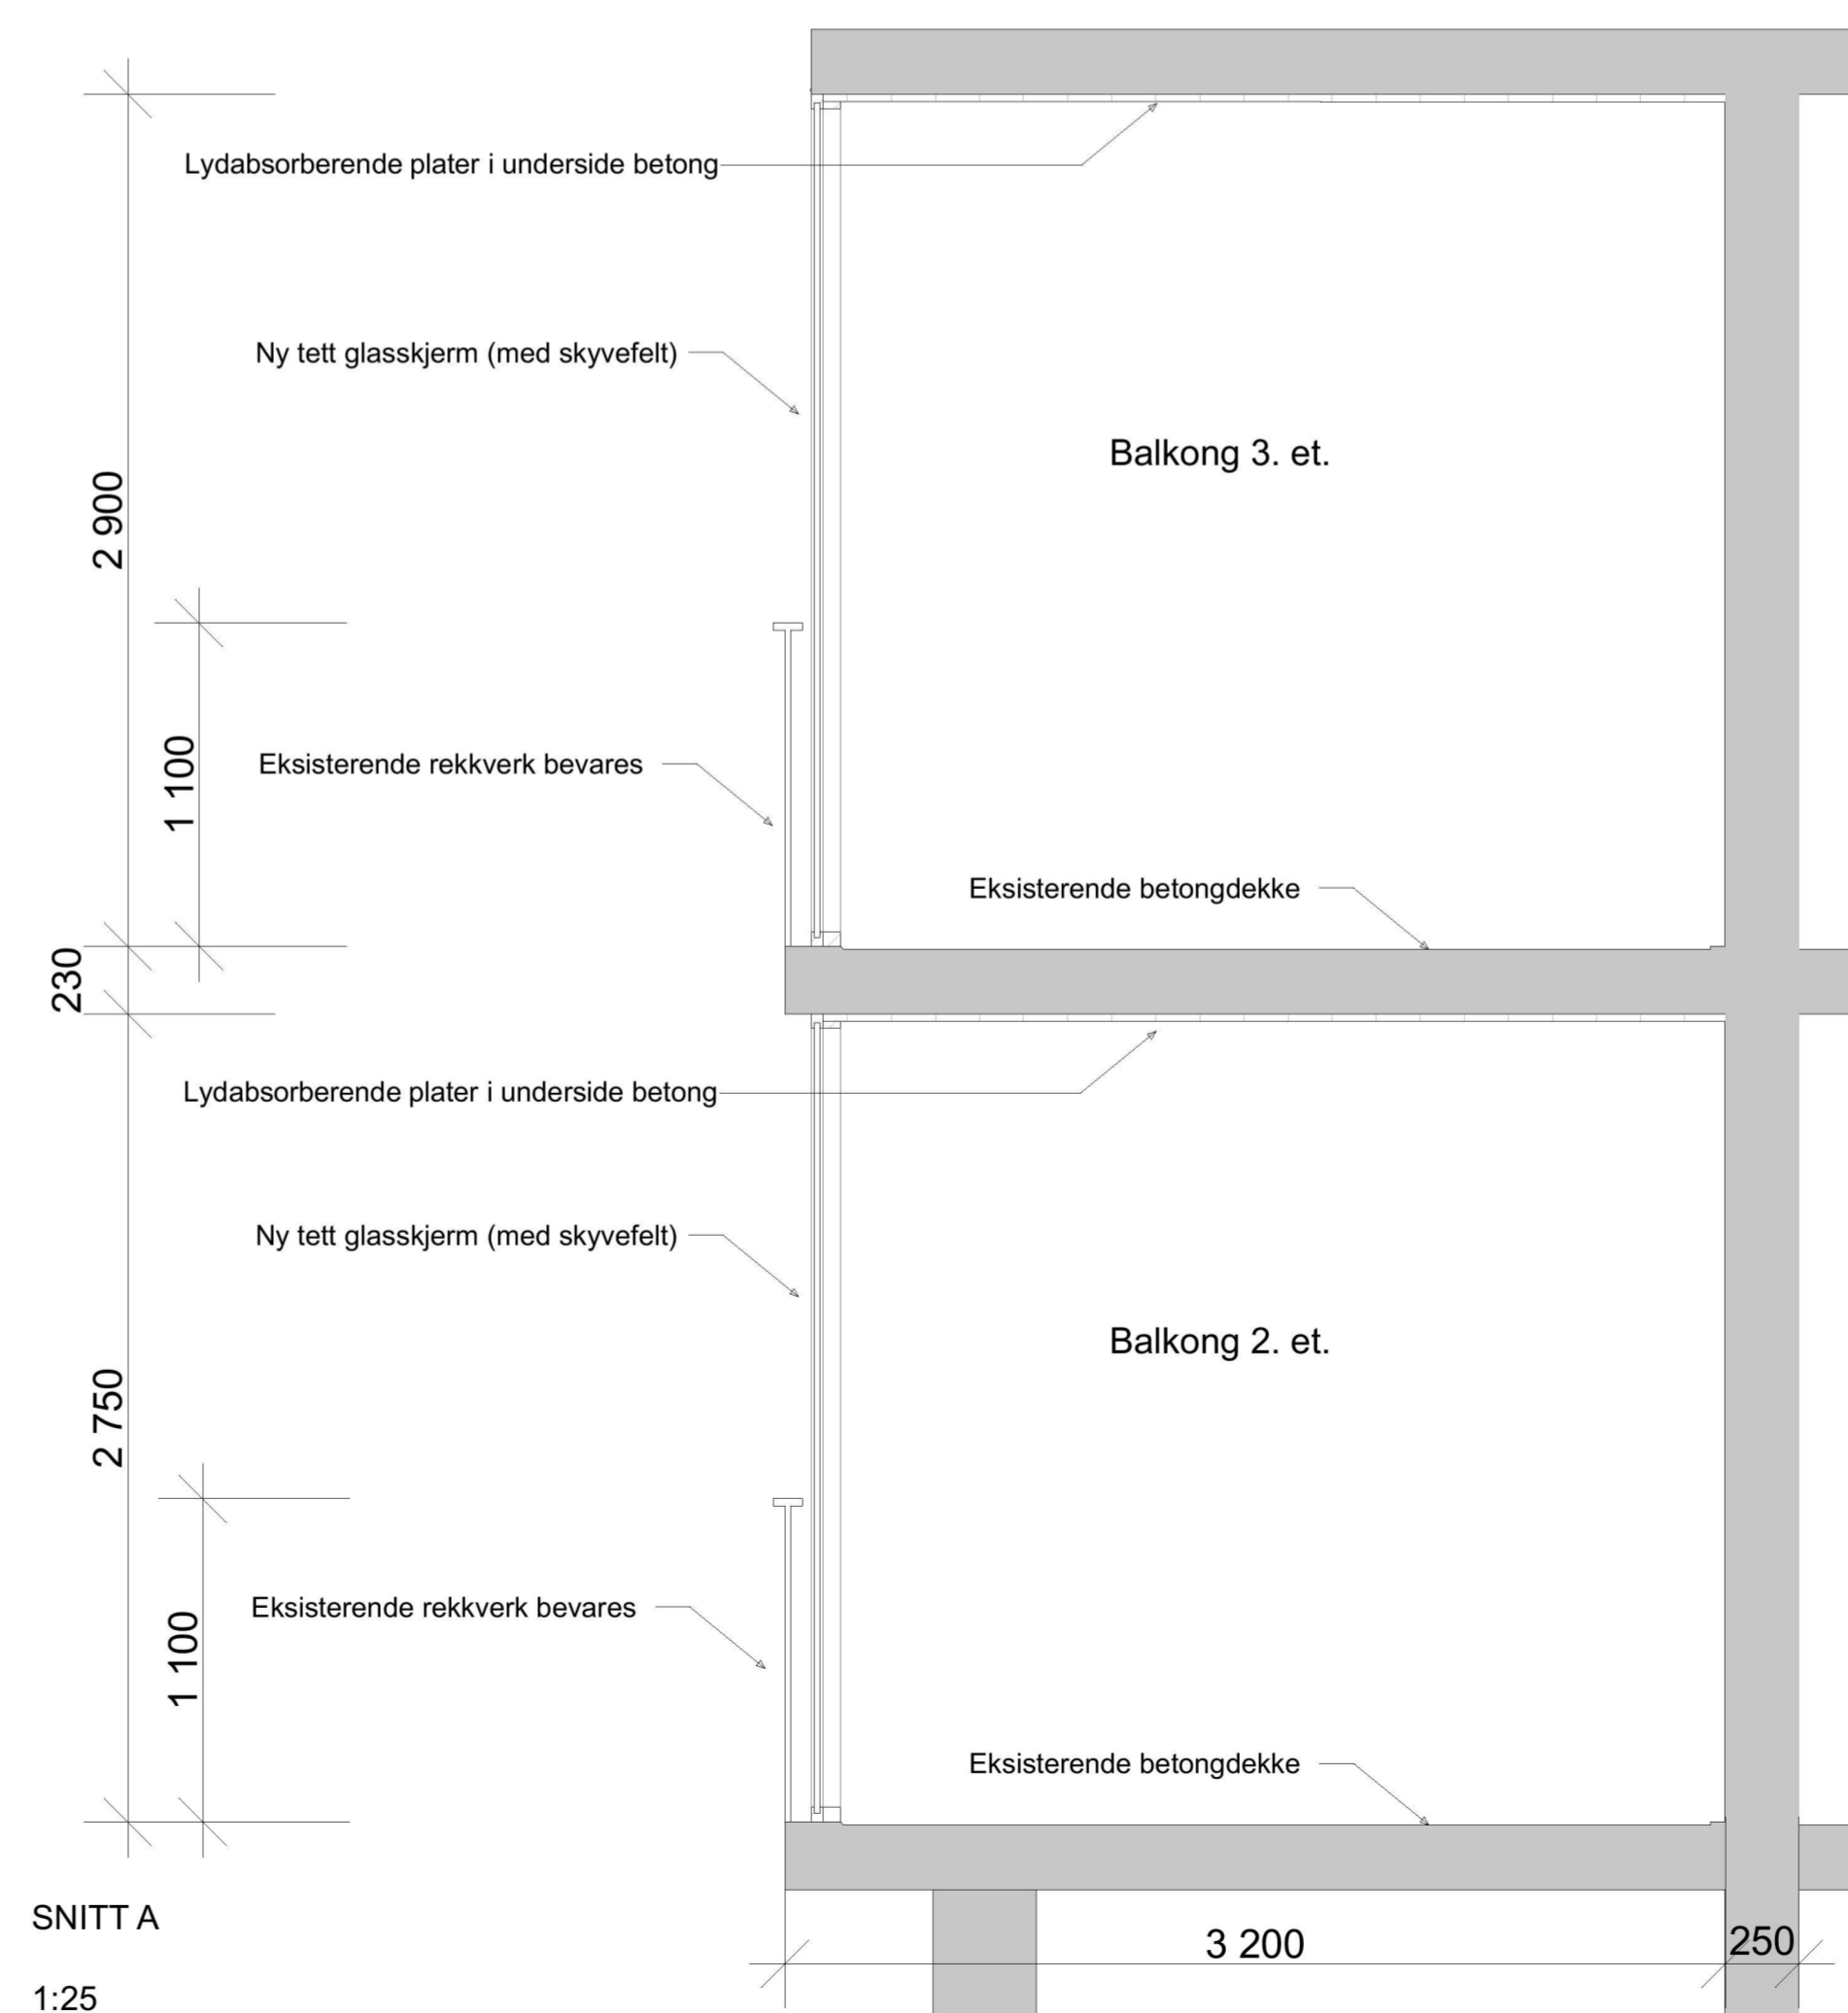 Lydabsorberende plater i underside betong
Ny tett glasskjerm (med skyvefelt)
Balkong 3. et.
2 900
1 100
Eksisterende rekkverk bevares
Eksisterende betongdekke
230
Lydabsorberende plater i underside betong
Ny tett glasskjerm (med skyvefelt)
Balkong 2. et.
2 750
1 100
Eksisterende rekkverk bevares
Eksisterende betongdekke
SNITT A
3 200
250
1:25